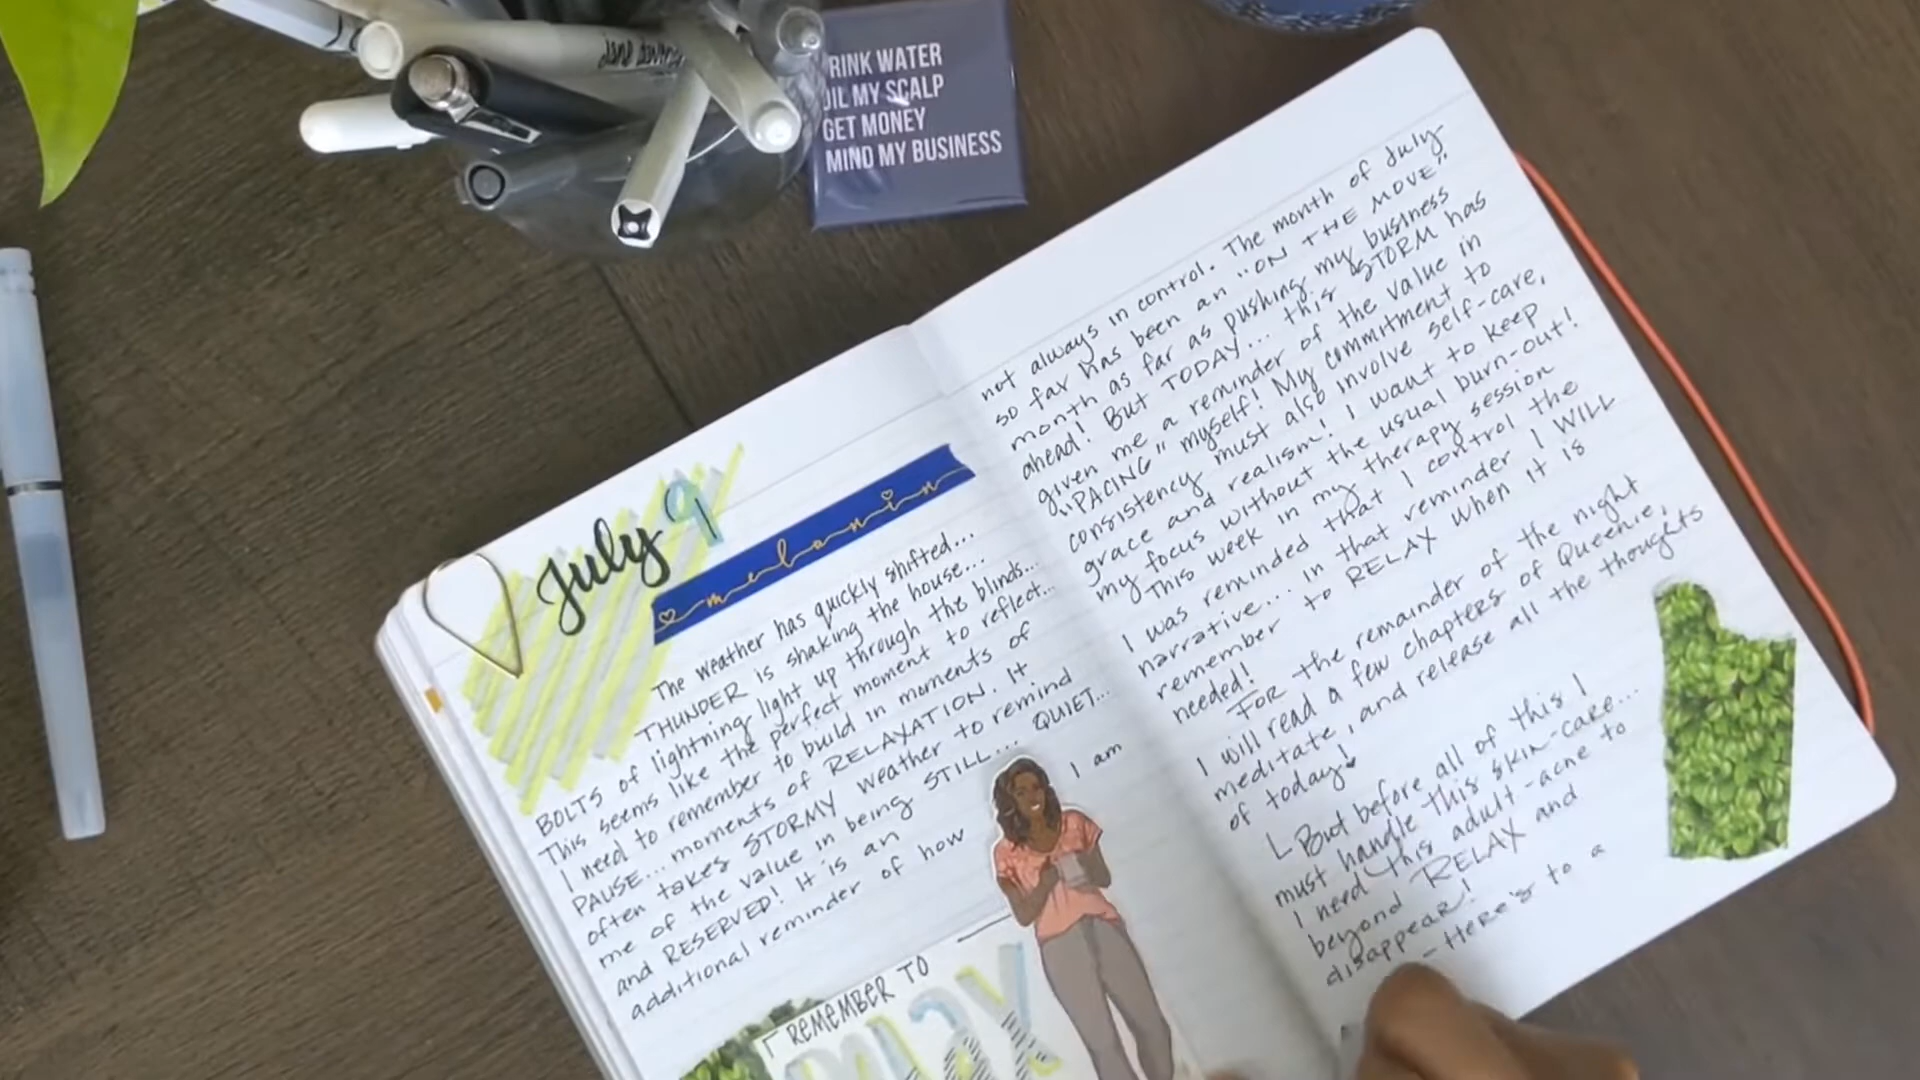 RINK WATER
OIL MY SCALP
GET MONEY
MIND MY BUSINESS
July 9
melanin
The weather has quickly shifted...
THUNDER is shaking the house...
BOLTS of lightning light up through the blinds...
This seems like the perfect moment to reflect...
I need to remember to build in moments of
PAUSE... moments of RELAXATION. It
often takes STORMY weather to remind
me of the value in being STILL... QUIET...
and RESERVED! It is an I am
additional reminder of how
REMEMBER TO
relax
not always in control. The month of July
so far has been an "ON THE MOVE"
month as far as pushing my business
ahead! But TODAY... this STORM has
given me a reminder of the value in
"PACING" myself! My commitment to
consistency must also involve self-care,
grace and realism! I want to keep
my focus without the usual burn-out!
This week in my therapy session
I was reminded that I control the
narrative... in that reminder I WILL
remember to RELAX when it is
needed!
For the remainder of the night
I will read a few chapters of Queenie,
meditate, and release all the thoughts
of today!
But before all of this I
must handle this skin-care...
I need this adult-acne to
beyond RELAX and
disappear!
- Here's to a